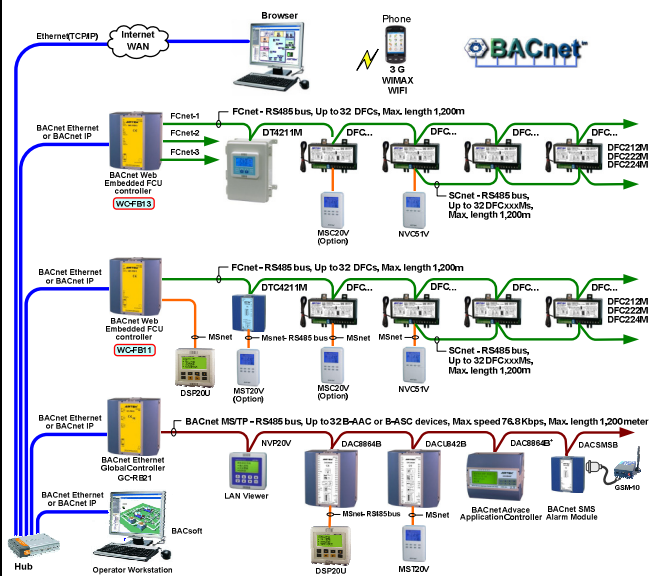 Browser
Phone
Ethernet(TCP/IP)
Internet
WAN
3 G
WIMAX
WIFI
BACnet™
FCnet-1
FCnet - RS485 bus, Up to 32 DFCs, Max. length 1,200m
BACnet Ethernet
or BACnet IP
FCnet-2
FCnet-3
DT4211M
DFC...
DFC...
DFC...
DFC...
DFC212M
DFC222M
DFC224M
BACnet Web
Embedded FCU
controller
WC-FB13
MSC20V
(Option)
NVC51V
SCnet - RS485 bus,
Up to 32 DFCxxxMs,
Max. length 1,200m
BACnet Ethernet
or BACnet IP
FCnet - RS485 bus, Up to 32 DFCs, Max. length 1,200m
DTC4211M
DFC...
DFC...
DFC...
DFC...
DFC212M
DFC222M
DFC224M
BACnet Web
Embedded FCU
controller
WC-FB11
MSnet
Msnet- RS485 bus
MSnet
MSnet
SCnet - RS485 bus,
Up to 32 DFCxxxMs,
Max. length 1,200m
DSP20U
MST20V
(Option)
MSC20V
(Option)
NVC51V
BACnet Ethernet
or BACnet IP
BACnet MS/TP - RS485 bus, Up to 32 B-AAC or B-ASC devices, Max. speed 76.8 Kbps, Max. length 1,200meter
NVP20V
DAC8864B
DACU842B
DAC8864B+
DACSMSB
BACnet Ethernet
GlobalController
GC-RB21
LAN Viewer
BACnet Advace
ApplicationController
BACnet SMS
Alarm Module
GSM-10
BACnet Ethernet
or BACnet IP
BACsoft
MSnet- RS485 bus
MSnet
Hub
Operator Workstation
DSP20U
MST20V